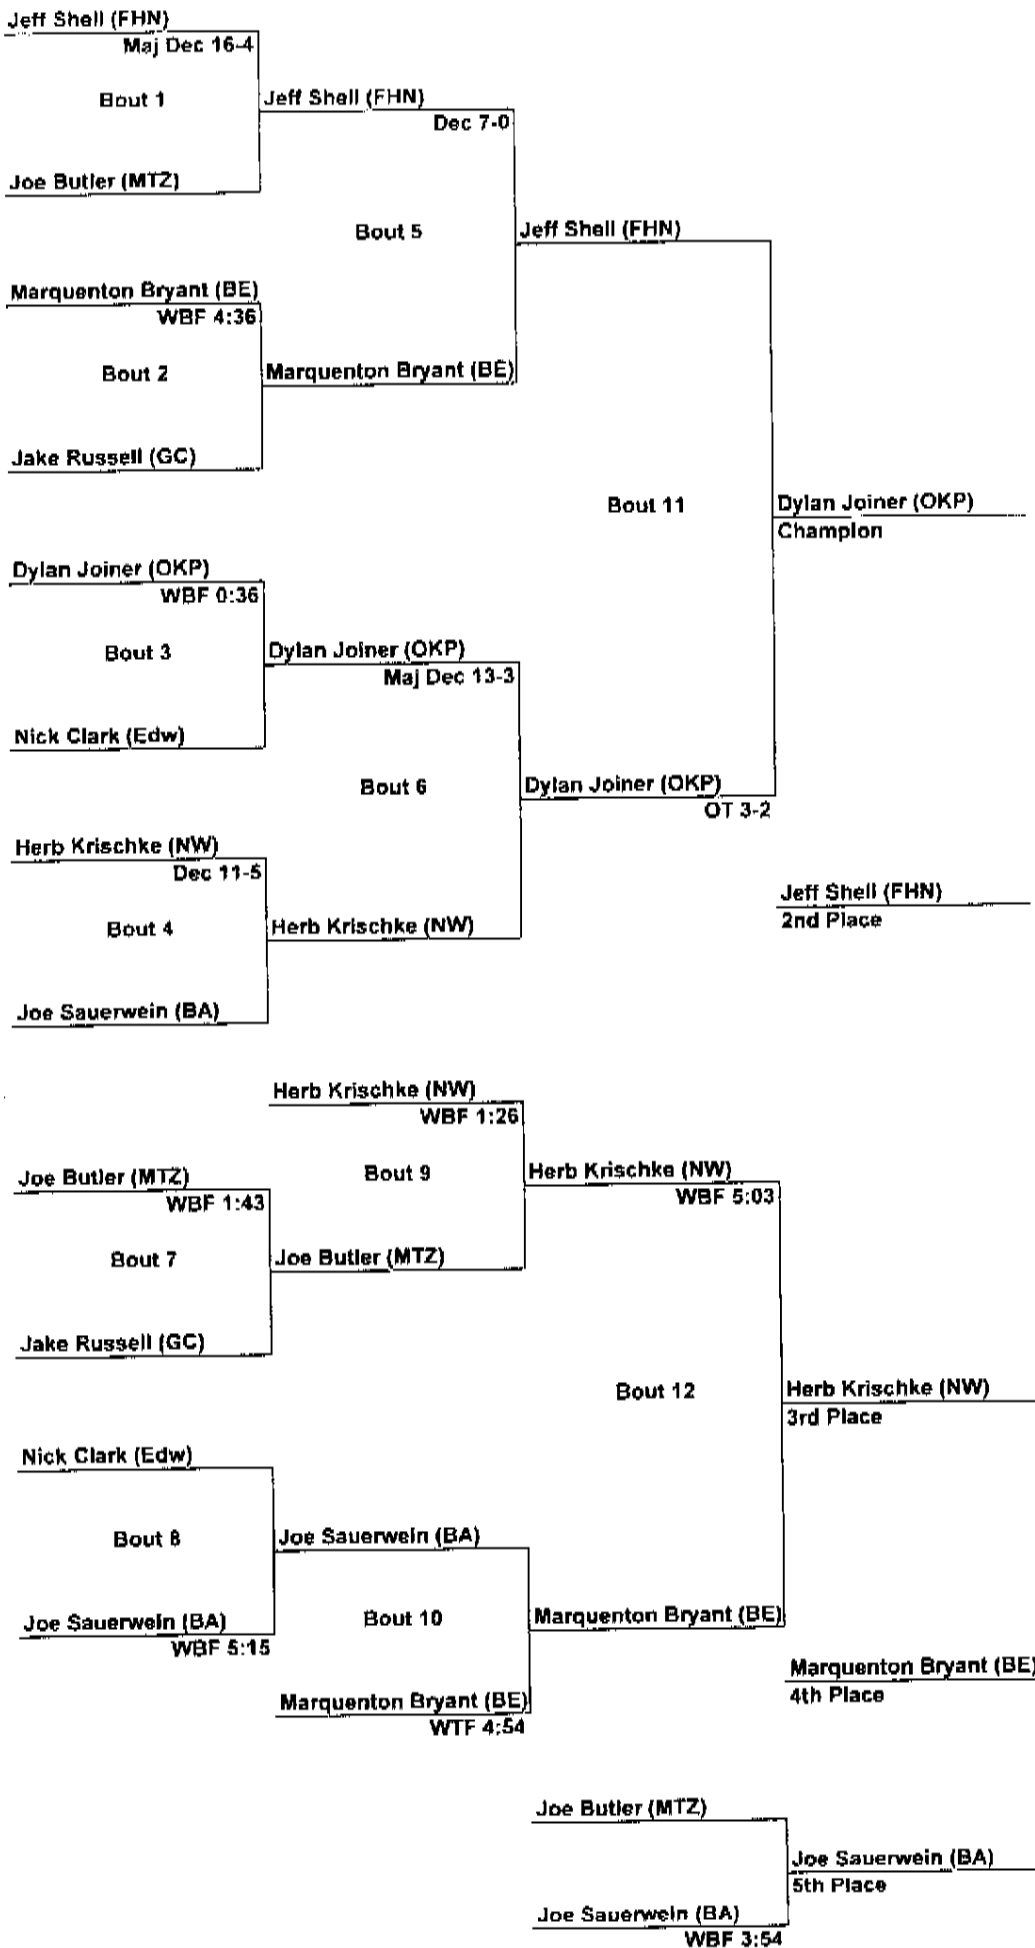 Jeff Shell (FHN)
Maj Dec 16-4
Bout 1
Jeff Shell (FHN)
Dec 7-0
Joe Butler (MTZ)
Bout 5
Jeff Shell (FHN)
Marquenton Bryant (BE)
WBF 4:36
Bout 2
Marquenton Bryant (BE)
Jake Russell (GC)
Bout 11
Dylan Joiner (OKP)
Champion
Dylan Joiner (OKP)
WBF 0:36
Bout 3
Dylan Joiner (OKP)
Maj Dec 13-3
Nick Clark (Edw)
Bout 6
Dylan Joiner (OKP)
OT 3-2
Herb Krischke (NW)
Dec 11-5
Bout 4
Herb Krischke (NW)
Jeff Shell (FHN)
2nd Place
Joe Sauerwein (BA)
Herb Krischke (NW)
WBF 1:26
Joe Butler (MTZ)
WBF 1:43
Bout 9
Herb Krischke (NW)
WBF 5:03
Bout 7
Joe Butler (MTZ)
Jake Russell (GC)
Bout 12
Herb Krischke (NW)
3rd Place
Nick Clark (Edw)
Bout 8
Joe Sauerwein (BA)
Joe Sauerwein (BA)
WBF 5:15
Bout 10
Marquenton Bryant (BE)
Marquenton Bryant (BE)
4th Place
Marquenton Bryant (BE)
WTF 4:54
Joe Butler (MTZ)
Joe Sauerwein (BA)
5th Place
Joe Sauerwein (BA)
WBF 3:54